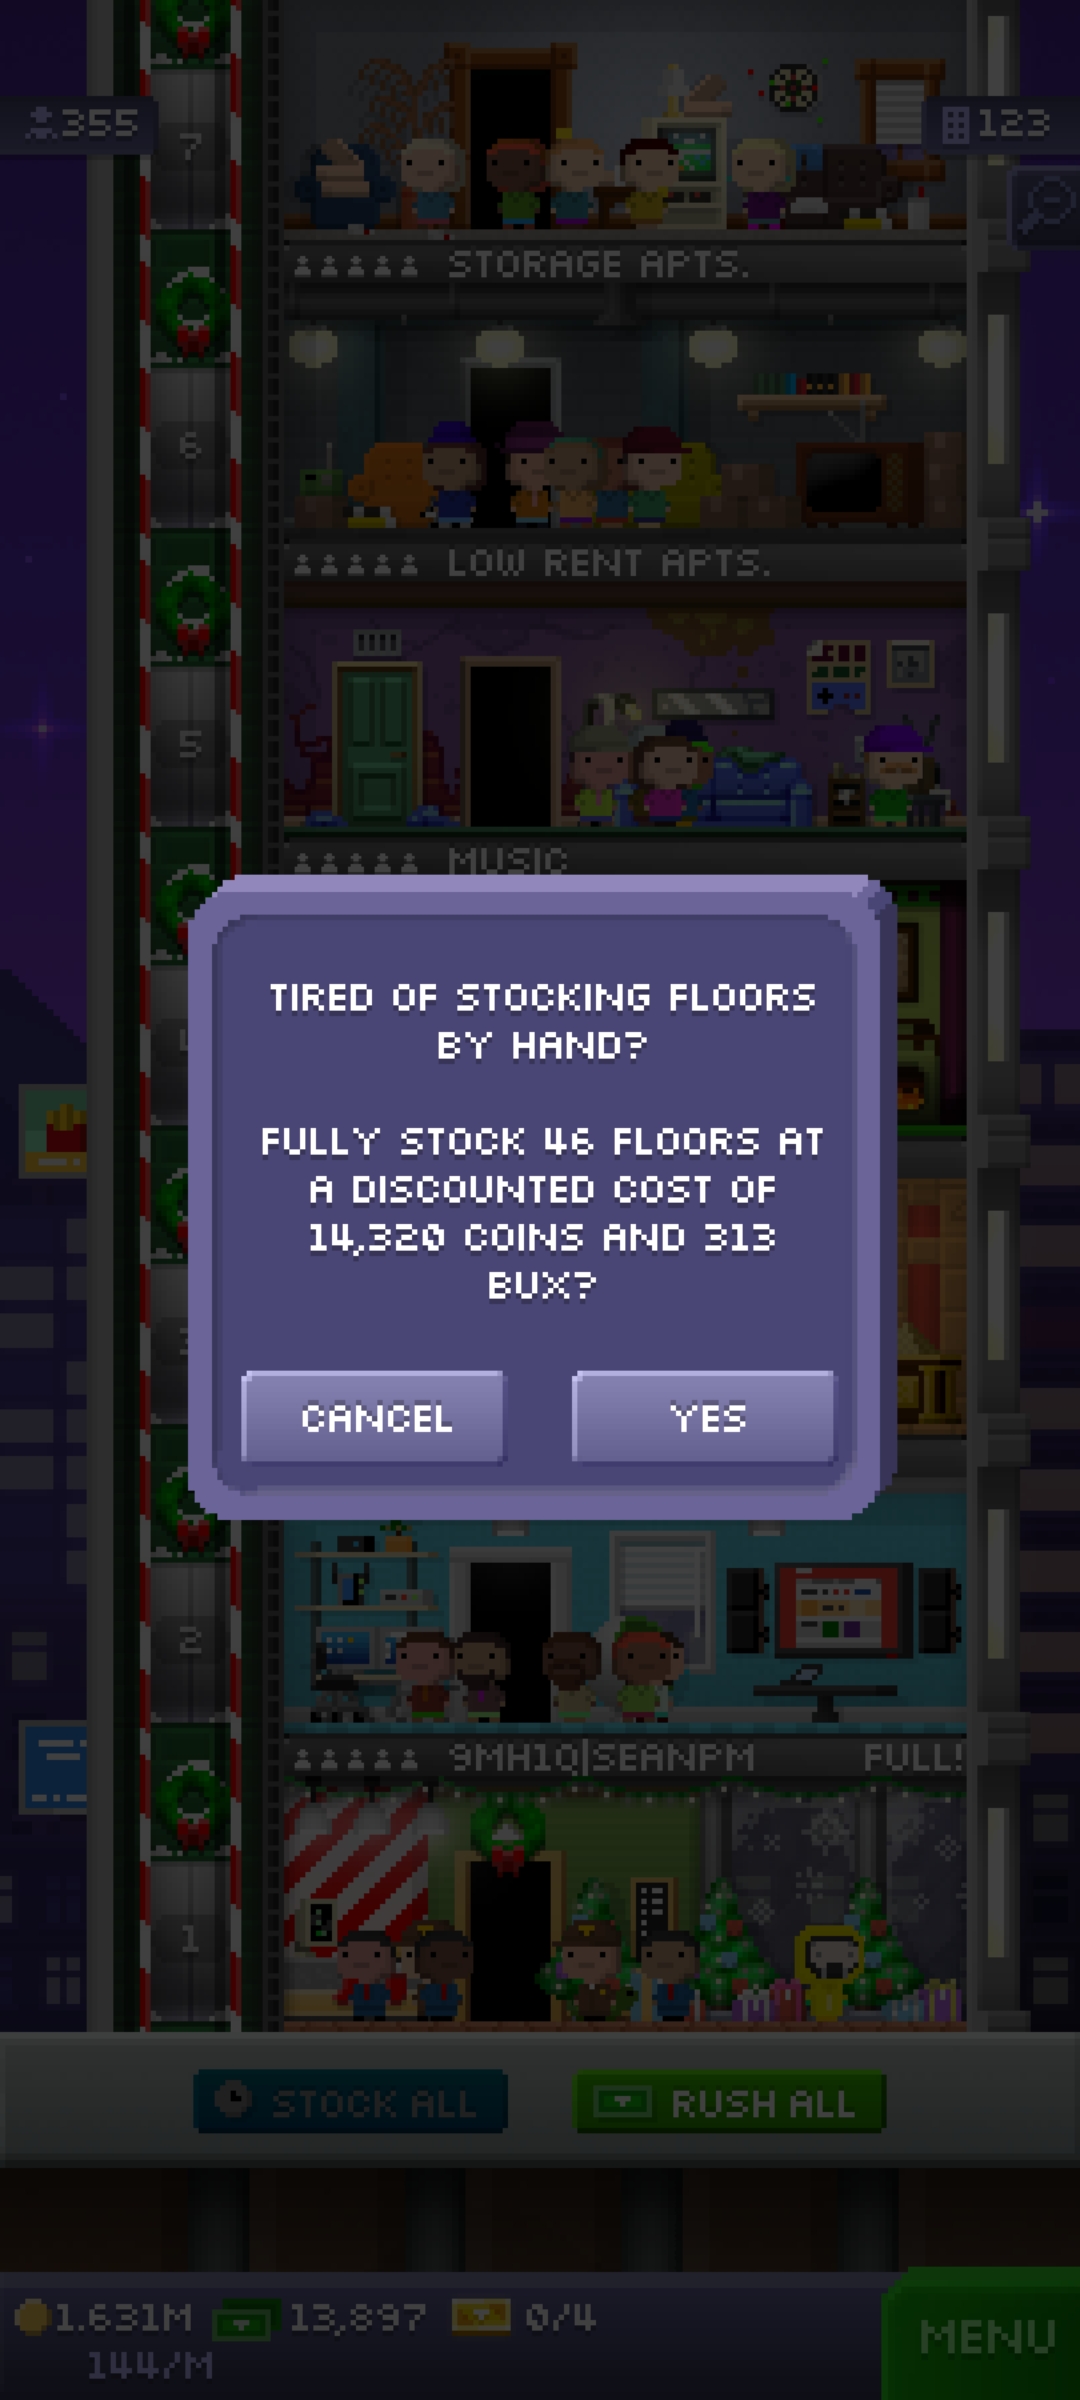 355
7
123
STORAGE APTS.
6
LOW RENT APTS.
5
MUSIC
TIRED OF STOCKING FLOORS
BY HAND?
FULLY STOCK 46 FLOORS AT
A DISCOUNTED COST OF
14,320 COINS AND 313
BUX?
CANCEL
YES
2
9MH1Q|SEANPM
FULL!
1
STOCK ALL
RUSH ALL
1.631M
13,897
0/4
144/M
MENU